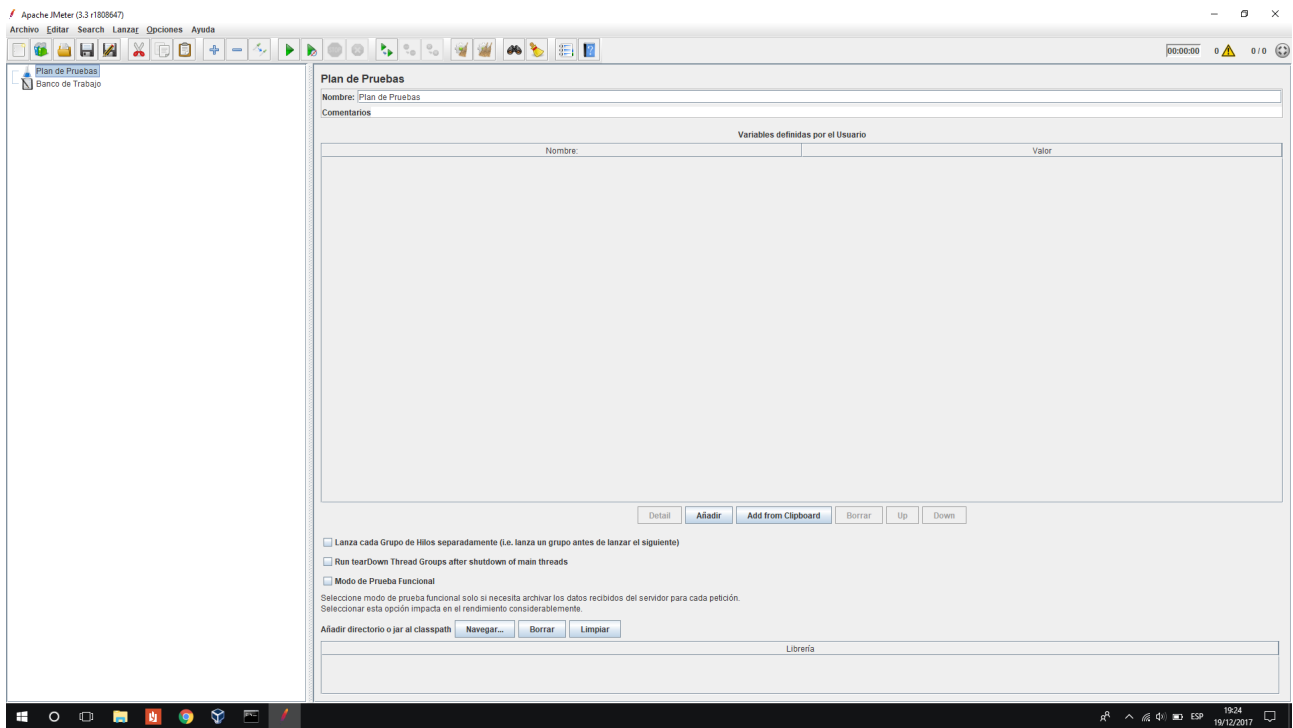 Apache JMeter (3.3 r1808647)
Archivo Editar Search Lanzar Opciones Ayuda
00:00:00 0 0 / 0
Plan de Pruebas
Banco de Trabajo
Plan de Pruebas
Nombre: Plan de Pruebas
Comentarios
Variables definidas por el Usuario
Nombre: Valor
Detail Añadir Add from Clipboard Borrar Up Down
Lanza cada Grupo de Hilos separadamente (i.e. lanza un grupo antes de lanzar el siguiente)
Run tearDown Thread Groups after shutdown of main threads
Modo de Prueba Funcional
Seleccione modo de prueba funcional solo si necesita archivar los datos recibidos del servidor para cada petición.
Seleccionar esta opción impacta en el rendimiento considerablemente.
Añadir directorio o jar al classpath Navegar... Borrar Limpiar
Librería
ESP 19:24
19/12/2017